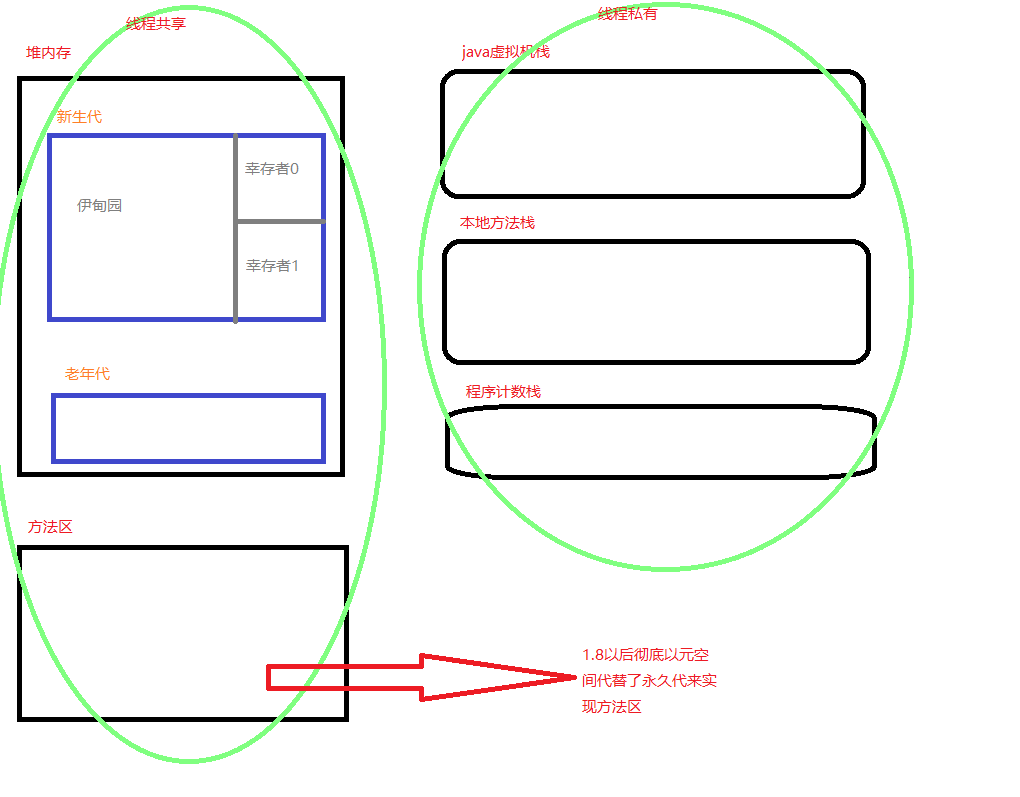 线程共享
堆内存
新生代
伊甸园
幸存者0
幸存者1
老年代
方法区
线程私有
java虚拟机栈
本地方法栈
程序计数栈
1.8以后彻底以元空
间代替了永久代来实
现方法区